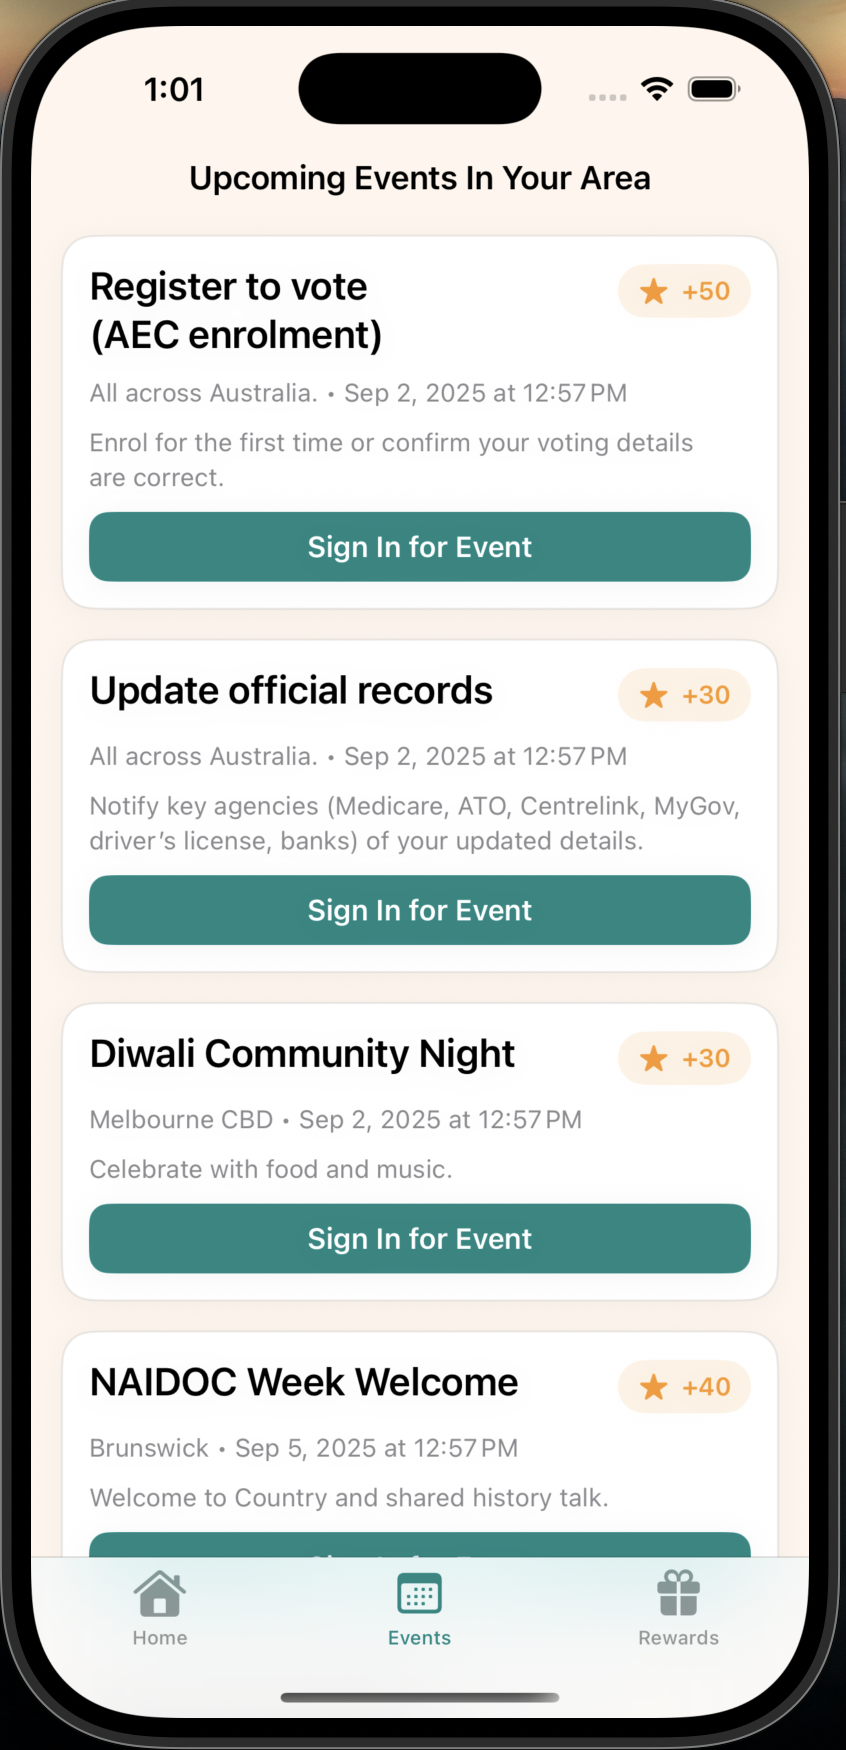 1:01
Upcoming Events In Your Area
Register to vote
(AEC enrolment)
+50
All across Australia. • Sep 2, 2025 at 12:57 PM
Enrol for the first time or confirm your voting details
are correct.
Sign In for Event
Update official records
+30
All across Australia. • Sep 2, 2025 at 12:57 PM
Notify key agencies (Medicare, ATO, Centrelink, MyGov,
driver’s license, banks) of your updated details.
Sign In for Event
Diwali Community Night
+30
Melbourne CBD • Sep 2, 2025 at 12:57 PM
Celebrate with food and music.
Sign In for Event
NAIDOC Week Welcome
+40
Brunswick • Sep 5, 2025 at 12:57 PM
Welcome to Country and shared history talk.
Home
Events
Rewards